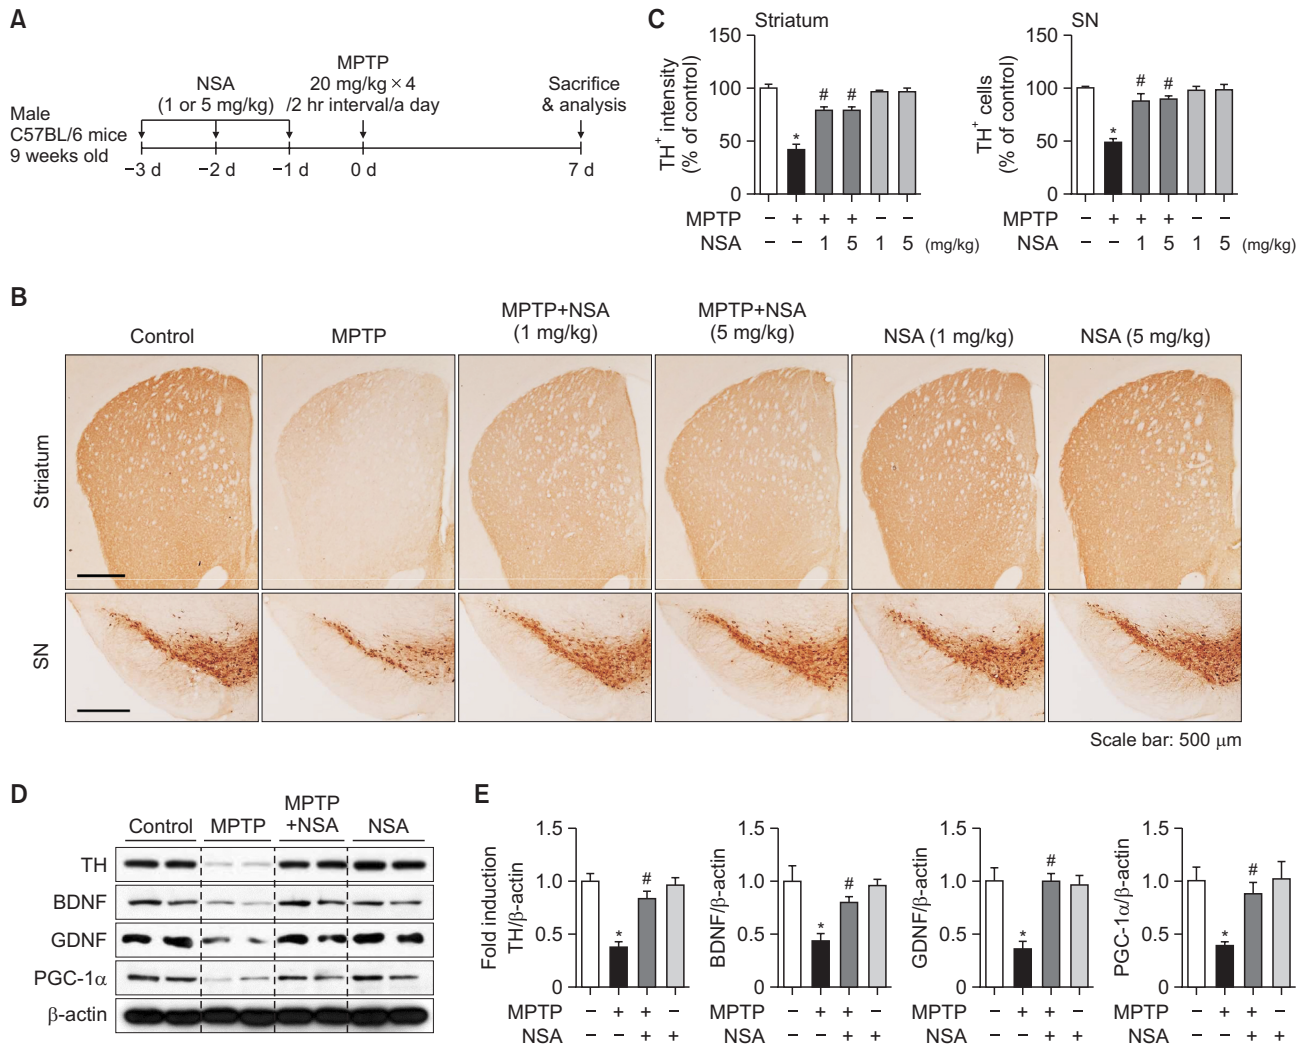 A
NSA
(1 or 5 mg/kg)
MPTP
20 mg/kg × 4
/2 hr interval/a day
Sacrifice
& analysis
Male
C57BL/6 mice
9 weeks old
−3 d −2 d −1 d 0 d 7 d
C
Striatum
150
100
50
0
TH+ intensity
(% of control)
* # #
MPTP − + + + − −
NSA − − 1 5 1 5 (mg/kg)
SN
150
100
50
0
TH+ cells
(% of control)
* # #
MPTP − + + + − −
NSA − − 1 5 1 5 (mg/kg)
B
Control
MPTP
MPTP+NSA
(1 mg/kg)
MPTP+NSA
(5 mg/kg)
NSA (1 mg/kg)
NSA (5 mg/kg)
Striatum
SN
Scale bar: 500 μm
D
Control MPTP MPTP
+NSA NSA
TH
BDNF
GDNF
PGC-1α
β-actin
E
1.5
1.0
0.5
0
Fold induction
TH/β-actin
* #
MPTP − + + −
NSA − − + +
1.5
1.0
0.5
0
BDNF/β-actin
* #
− + + −
− − + +
MPTP
NSA
1.5
1.0
0.5
0
GDNF/β-actin
* #
MPTP − + + −
NSA − − + +
1.5
1.0
0.5
0
PGC-1α/β-actin
* #
MPTP − + + −
NSA − − + +